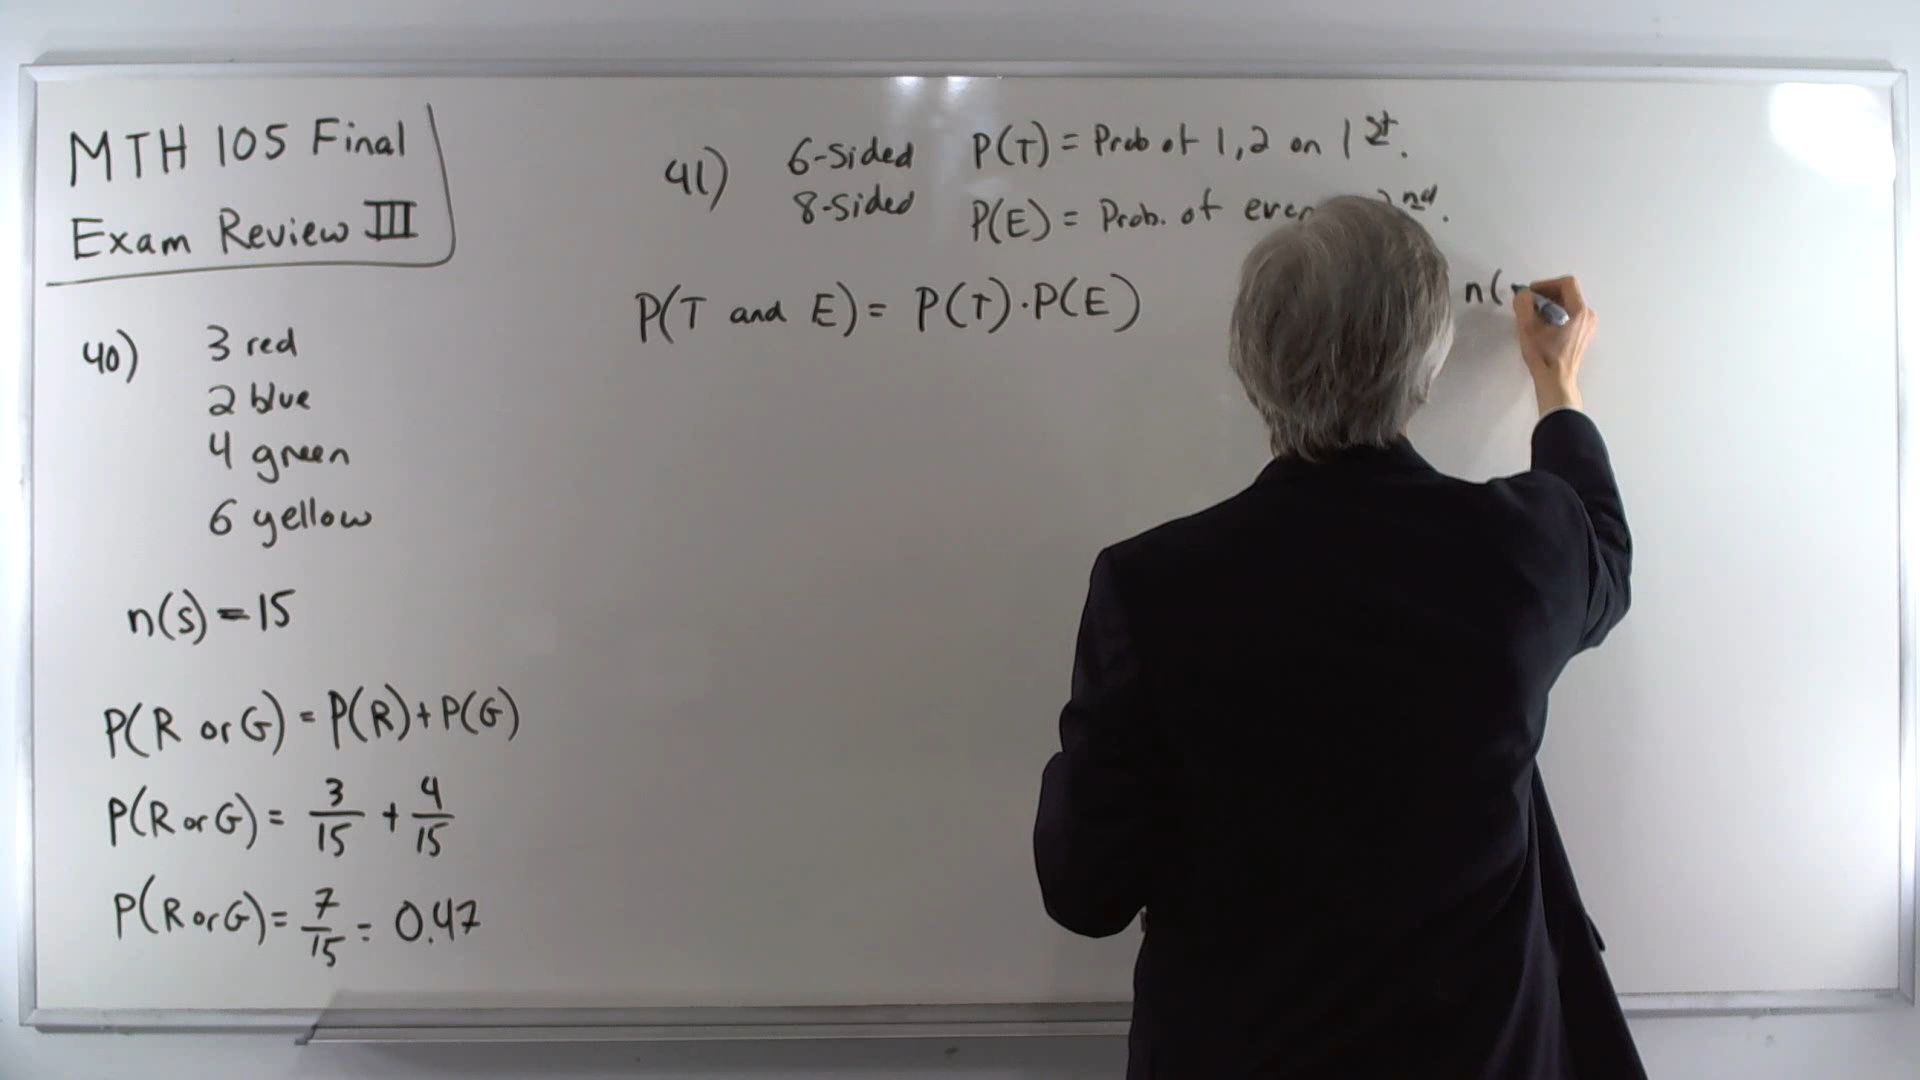 MTH 105 Final
Exam Review III
40) 3 red
2 blue
4 green
6 yellow
n(s) = 15
P(R or G) = P(R) + P(G)
P(R or G) = 3/15 + 4/15
P(R or G) = 7/15 = 0.47
41) 6-Sided P(T) = Prob of 1,2 on 1st.
8-Sided P(E) = Prob. of even 2nd.
P(T and E) = P(T)·P(E)
n(